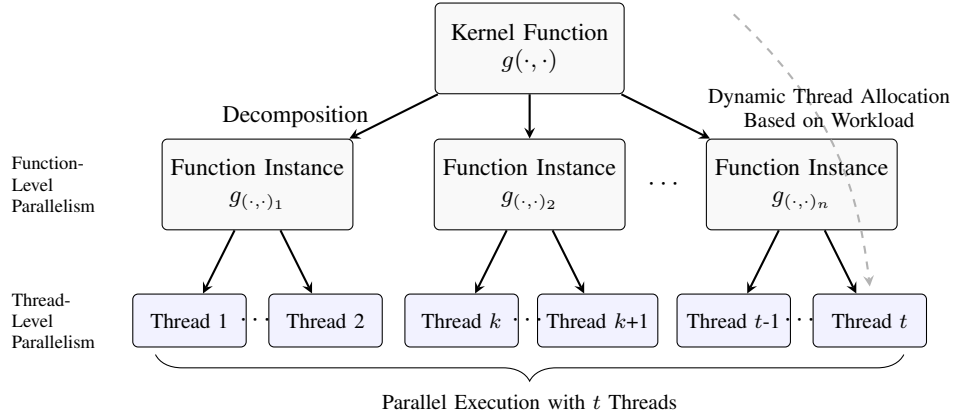 Kernel Function
g(·, ·)
Decomposition
Dynamic Thread Allocation
Based on Workload
Function-
Level
Parallelism
Function Instance
g(·,·)₁
Function Instance
g(·,·)₂
· · ·
Function Instance
g(·,·)ₙ
Thread-
Level
Parallelism
Thread 1 · · · Thread 2
Thread k · · · Thread k+1
Thread t-1 · · · Thread t
Parallel Execution with t Threads